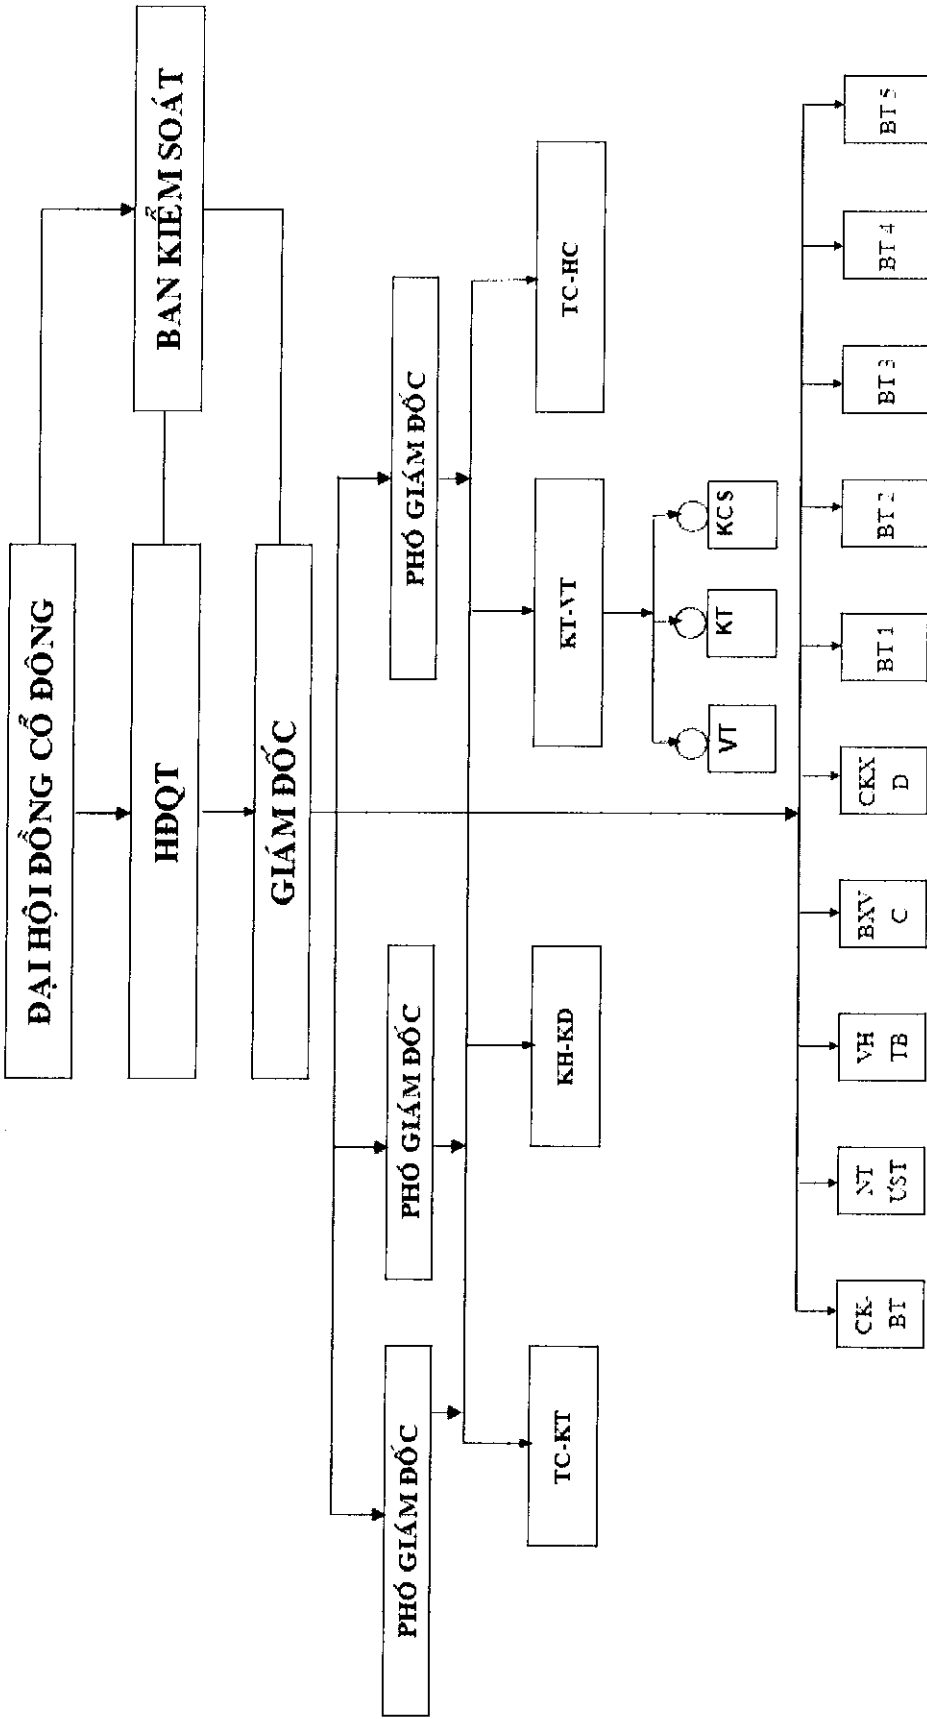 ĐẠI HỘI ĐỒNG CỔ ĐÔNG
HĐQT
BAN KIỂM SOÁT
GIÁM ĐỐC
PHÓ GIÁM ĐỐC
PHÓ GIÁM ĐỐC
PHÓ GIÁM ĐỐC
TC-KT
KH-KD
KT-VT
TC-HC
VT
KT
KCS
CK-
BT
NT
ƯST
VH
TB
BXV
C
CKX
D
BT 1
BT 2
BT 3
BT 4
BT 5